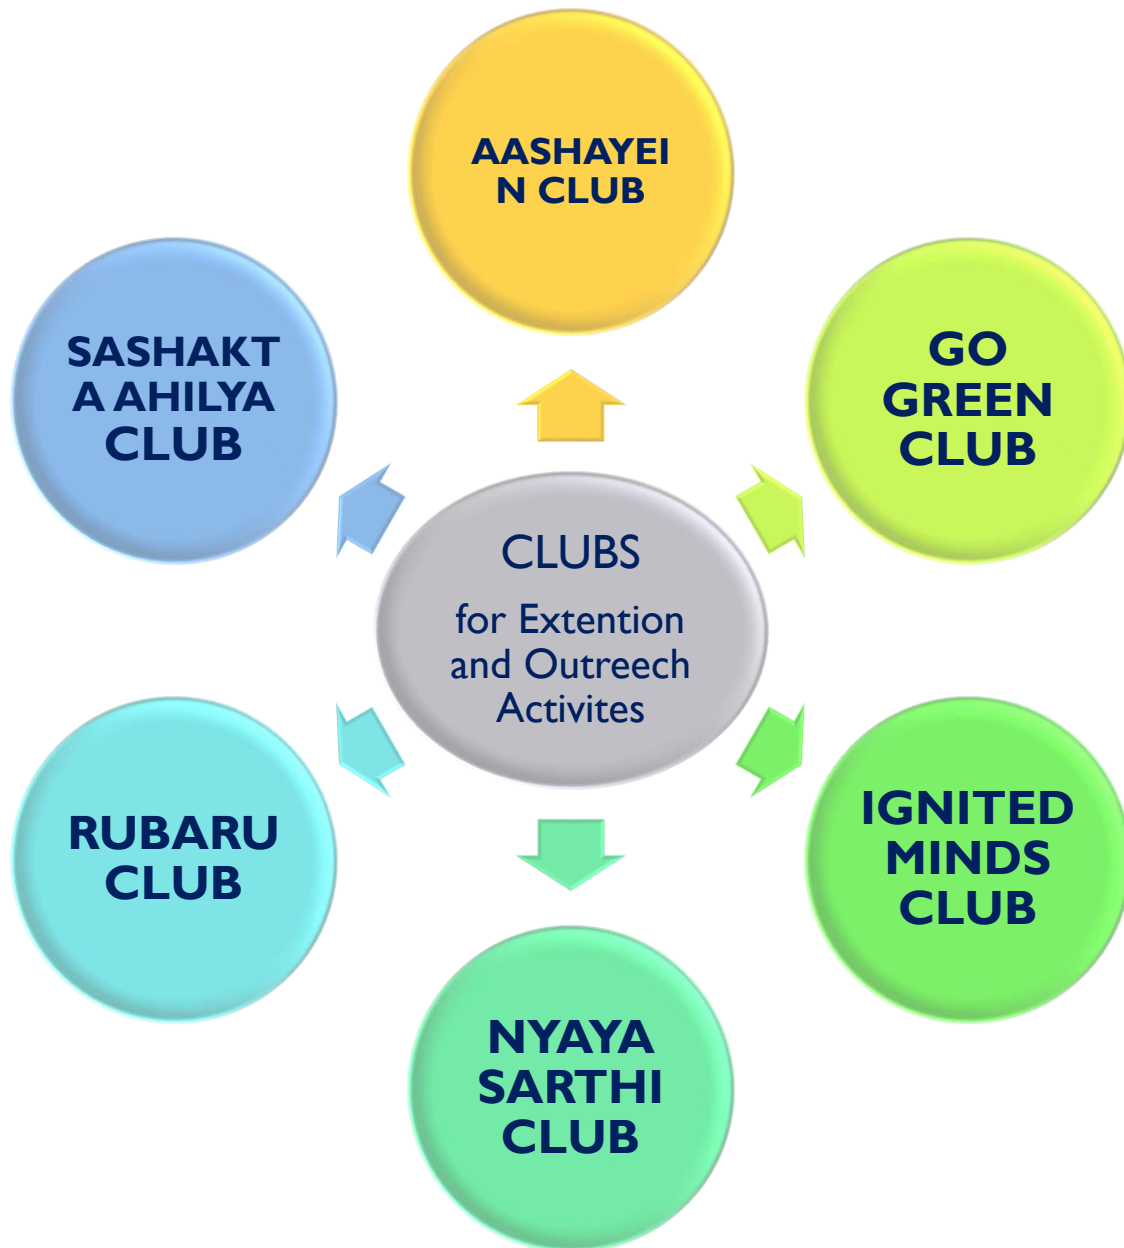 AASHAYEI
N CLUB
GO
GREEN
CLUB
IGNITED
MINDS
CLUB
NYAYA
SARTHI
CLUB
RUBARU
CLUB
SASHAKT
A AHILYA
CLUB
CLUBS
for Extention
and Outreech
Activites